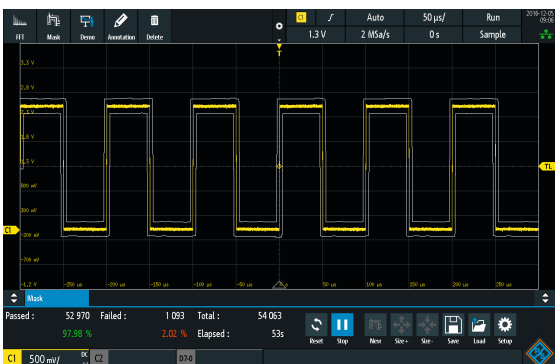 C1 Auto 50 µs/ Run 2016-12-05
09:06
FFT Mask Demo Annotation Delete 1.3 V 2 MSa/s 0 s Sample
T
3.3 V
2.8 V
2.3 V
1.8 V
1.3 V
TL
800 mV
300 mV
C1
-200 mV
-700 mV
-1.2 V -250 µs -200 µs -150 µs -100 µs -50 µs 0 s 50 µs 100 µs 150 µs 200 µs 250 µs
Mask
Passed : 52 970 Failed : 1 093 Total : 54 063
97.98 % 2.02 % Elapsed : 53s
Reset Stop New Size+ Size- Save Load Setup
C1 500 mV/ DC C2 D7-0